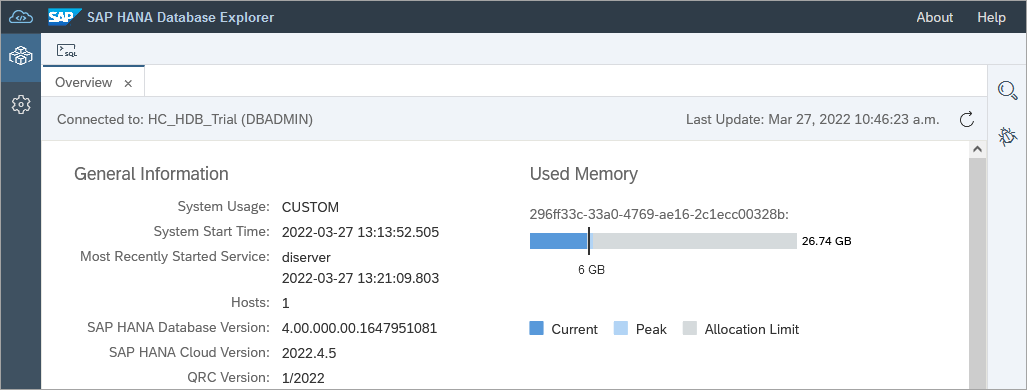 SAP SAP HANA Database Explorer About Help
SQL
Overview ×
Connected to: HC_HDB_Trial (DBADMIN) Last Update: Mar 27, 2022 10:46:23 a.m.
General Information
System Usage: CUSTOM
System Start Time: 2022-03-27 13:13:52.505
Most Recently Started Service: diserver
2022-03-27 13:21:09.803
Hosts: 1
SAP HANA Database Version: 4.00.000.00.1647951081
SAP HANA Cloud Version: 2022.4.5
QRC Version: 1/2022
Used Memory
296ff33c-33a0-4769-ae16-2c1ecc00328b:
26.74 GB
6 GB
Current Peak Allocation Limit